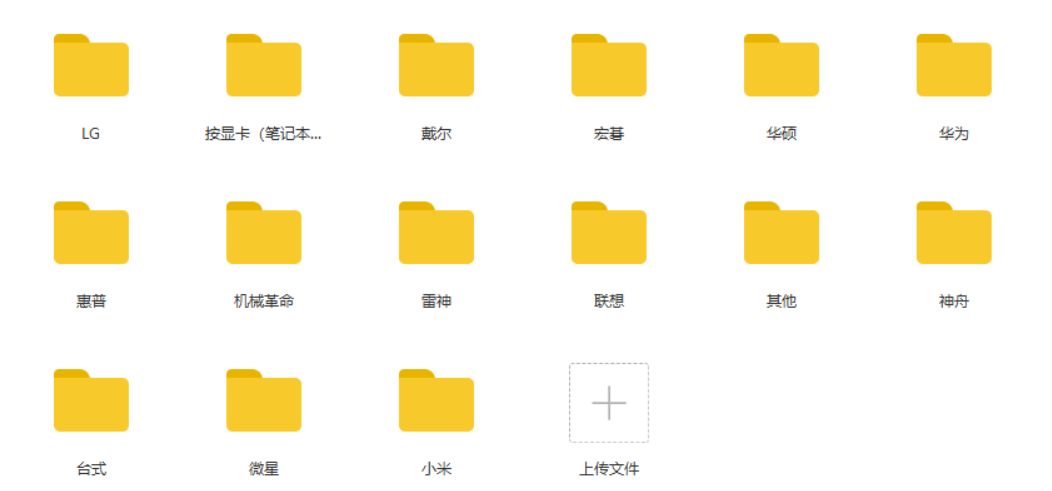 LG
按显卡（笔记本...
戴尔
宏碁
华硕
华为
惠普
机械革命
雷神
联想
其他
神舟
台式
微星
小米
上传文件